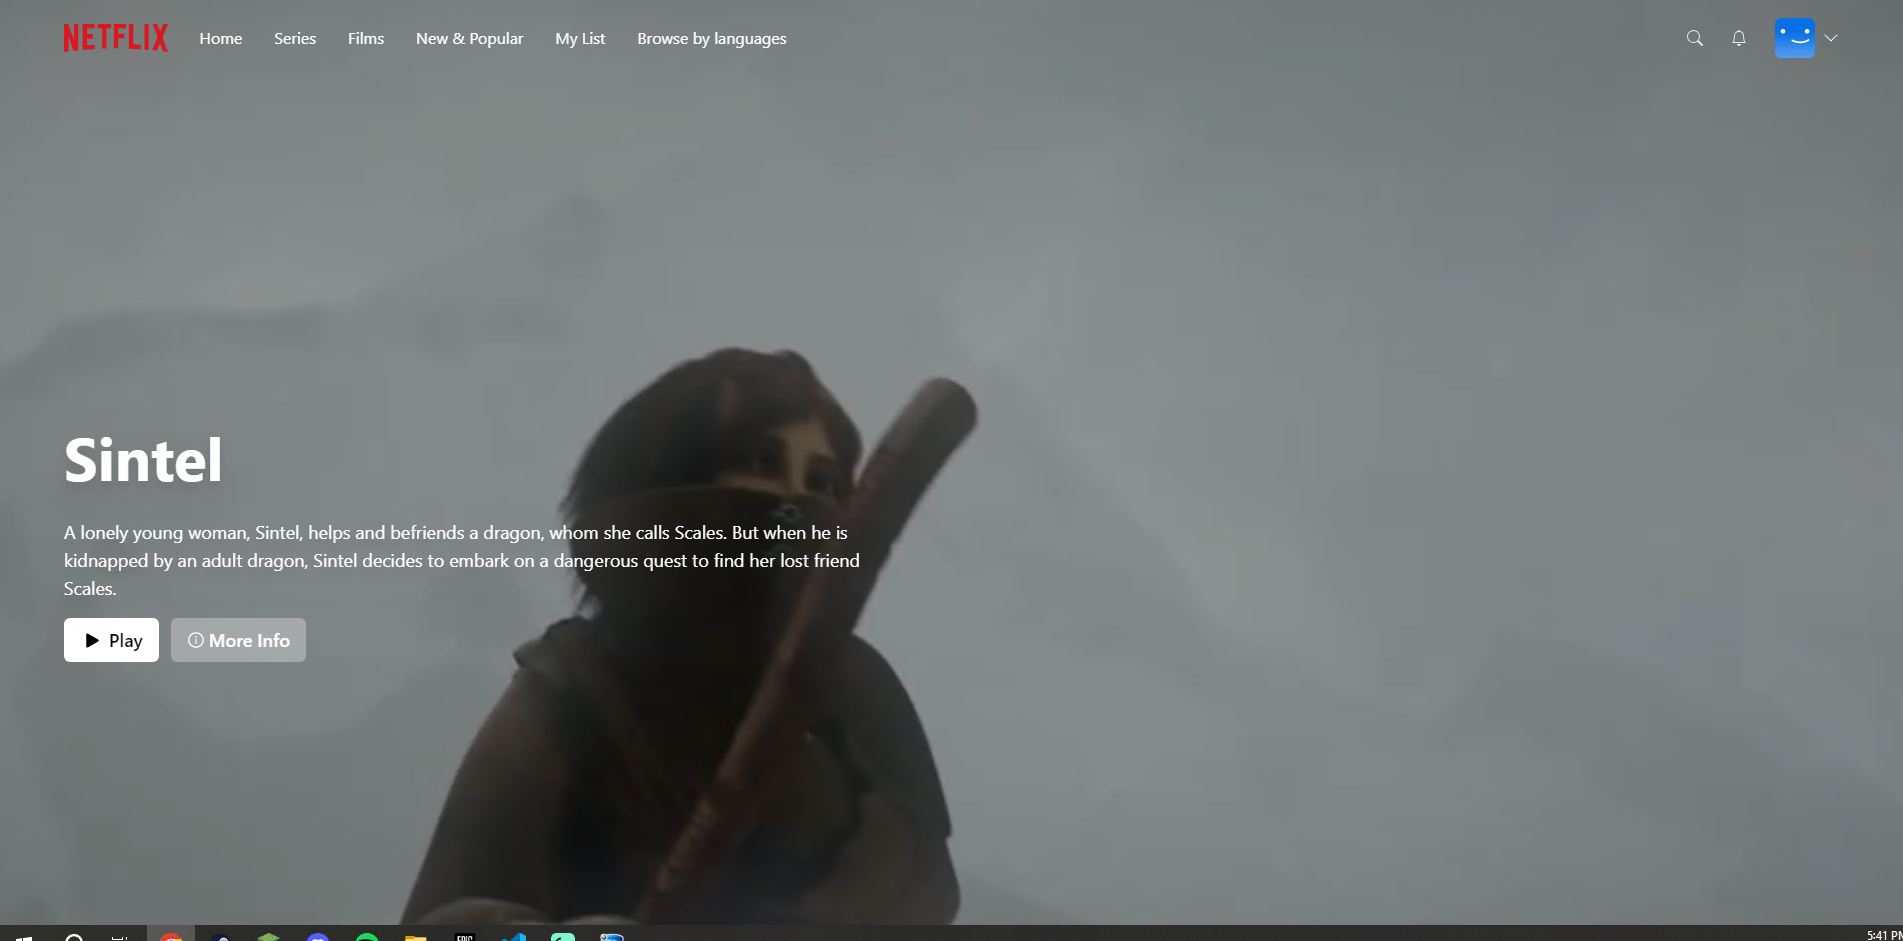 NETFLIX Home Series Films New & Popular My List Browse by languages
Sintel
A lonely young woman, Sintel, helps and befriends a dragon, whom she calls Scales. But when he is
kidnapped by an adult dragon, Sintel decides to embark on a dangerous quest to find her lost friend
Scales.
Play More Info
EPIC
5:41 PM